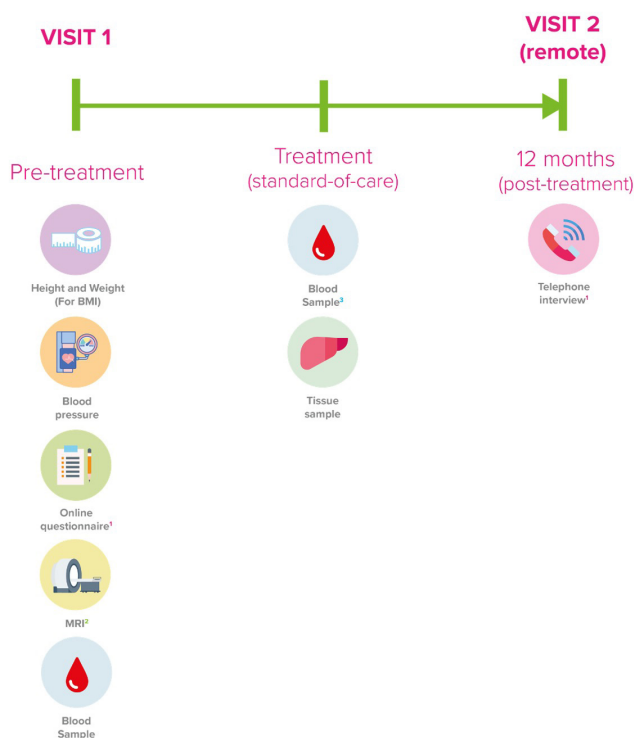 VISIT 1
VISIT 2
(remote)
Pre-treatment
Treatment
(standard-of-care)
12 months
(post-treatment)
Height and Weight
(For BMI)
Blood
pressure
Online
questionnaire¹
MRI²
Blood
Sample
Blood
Sample³
Tissue
sample
Telephone
interview¹